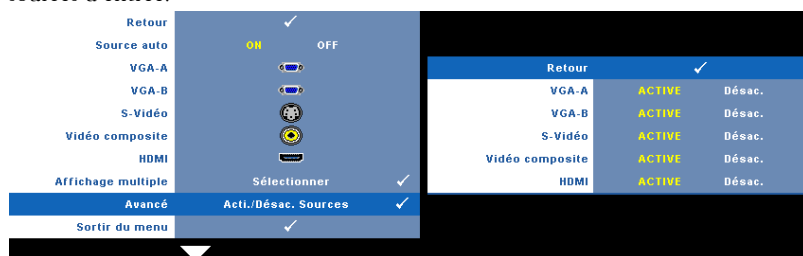 Retour
Source auto ON OFF
VGA-A
VGA-B
S-Vidéo
Vidéo composite
HDMI
Affichage multiple Sélectionner
Avancé Acti./Désac. Sources
Sortir du menu
Retour
VGA-A ACTIVE Désac.
VGA-B ACTIVE Désac.
S-Vidéo ACTIVE Désac.
Vidéo composite ACTIVE Désac.
HDMI ACTIVE Désac.